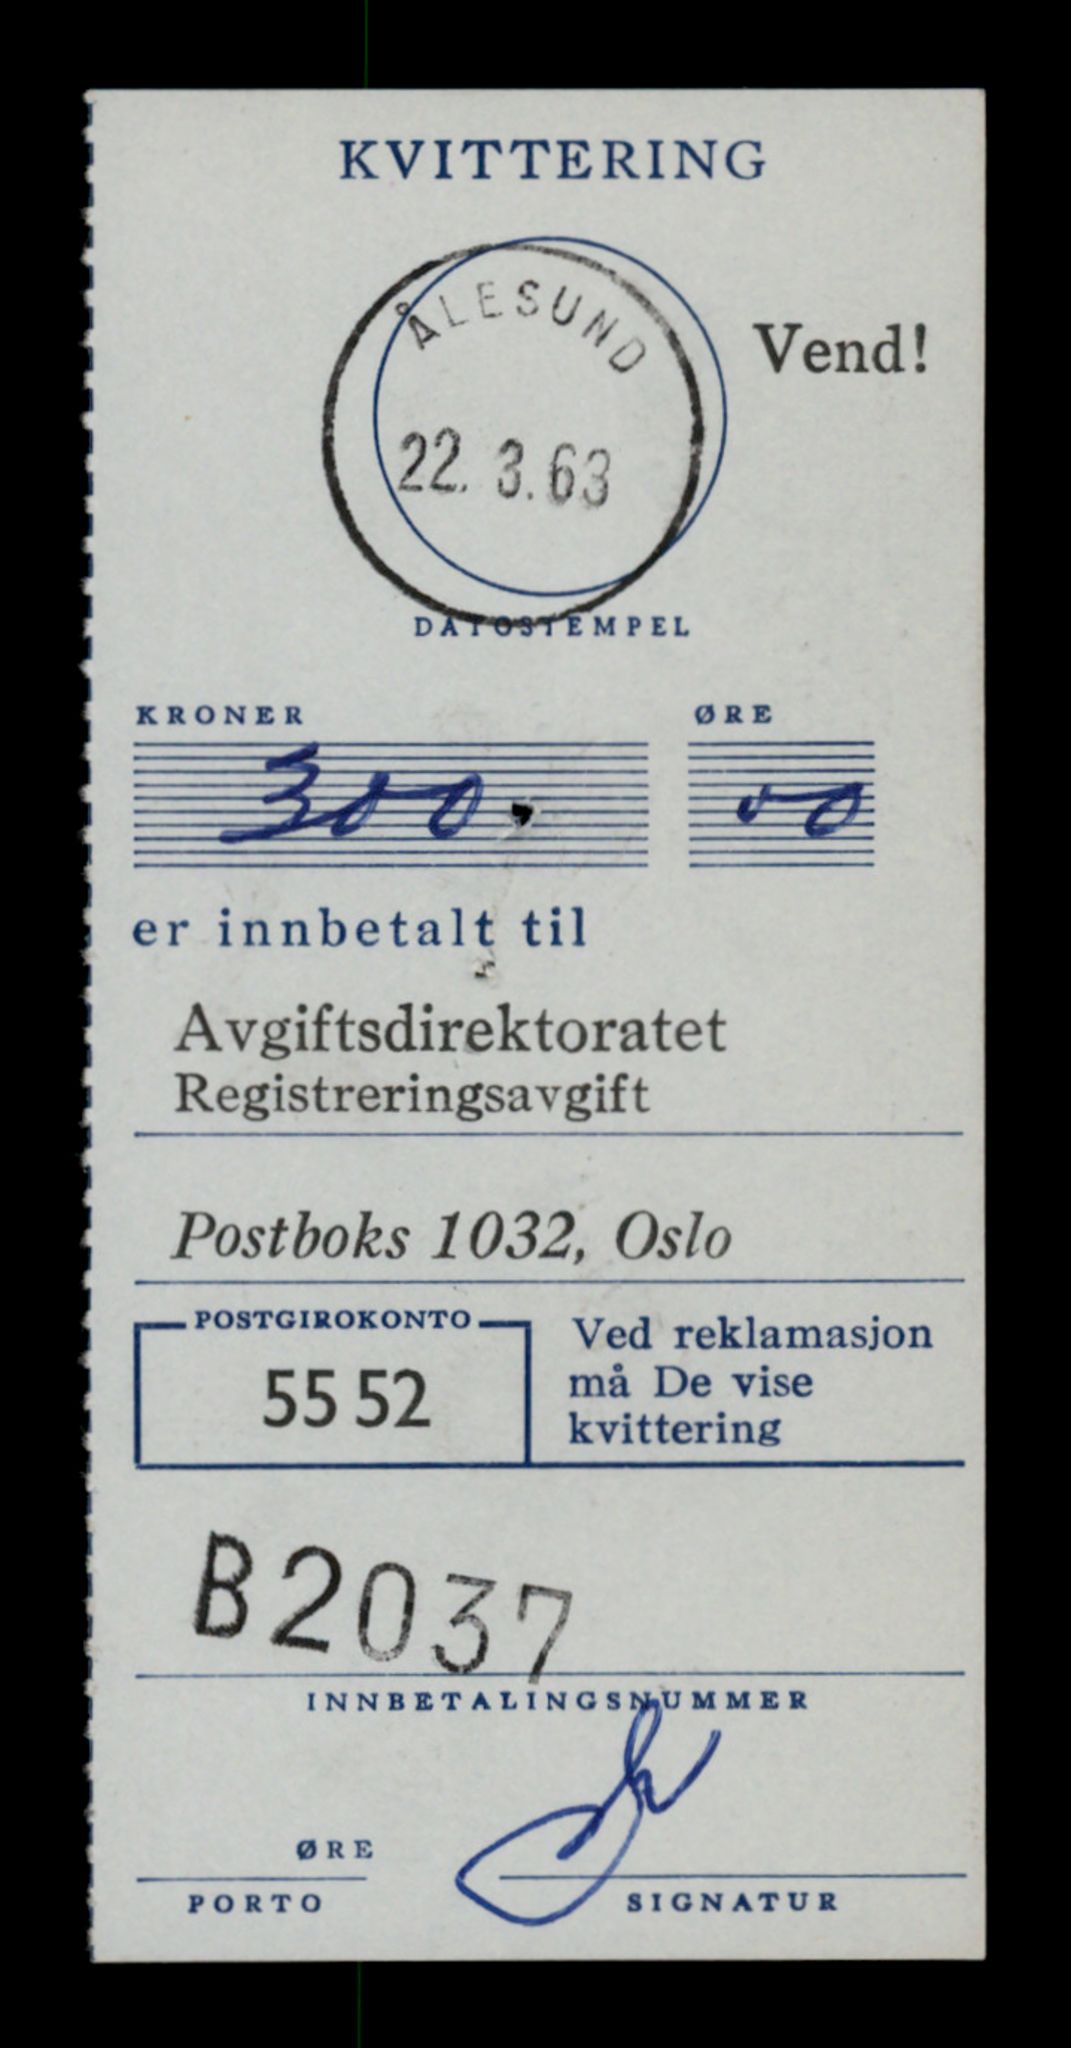 KVITTERING
ÅLESUND
Vend!
22. 3. 63
DATOSTEMPEL
KRONER ØRE
300. 00
er innbetalt til
Avgiftsdirektoratet
Registreringsavgift
Postboks 1032, Oslo
POSTGIROKONTO
55 52
Ved reklamasjon
må De vise
kvittering
B2037
INNBETALINGSNUMMER
ØRE
PORTO
SIGNATUR